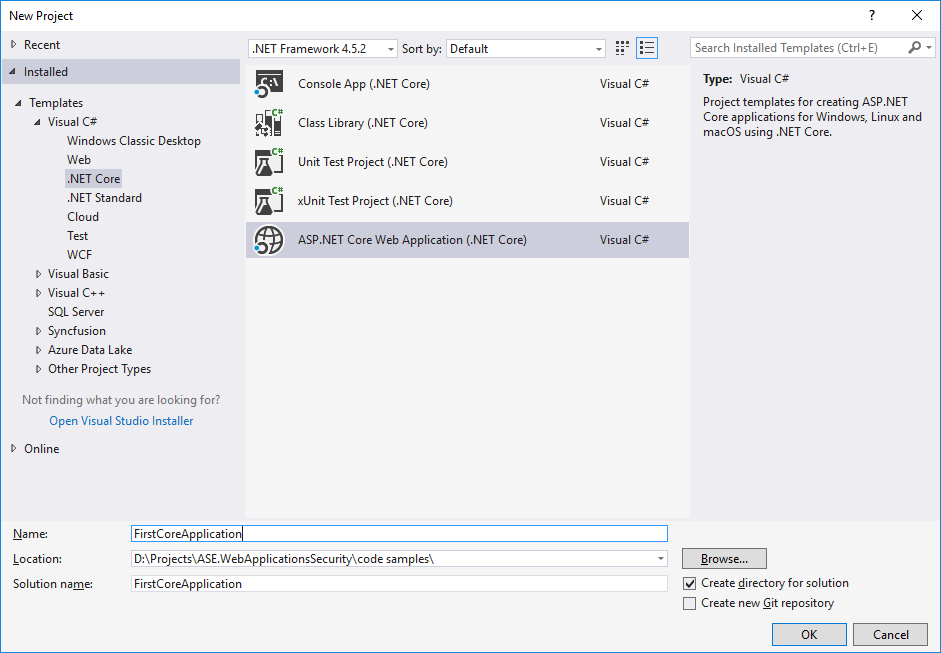 New Project
?
Recent
.NET Framework 4.5.2 Sort by: Default
Search Installed Templates (Ctrl+E)
Installed
Templates
Visual C#
Windows Classic Desktop
Web
.NET Core
.NET Standard
Cloud
Test
WCF
Visual Basic
Visual C++
SQL Server
Syncfusion
Azure Data Lake
Other Project Types
Not finding what you are looking for?
Open Visual Studio Installer
Online
Console App (.NET Core) Visual C#
Class Library (.NET Core) Visual C#
Unit Test Project (.NET Core) Visual C#
xUnit Test Project (.NET Core) Visual C#
ASP.NET Core Web Application (.NET Core) Visual C#
Type: Visual C#
Project templates for creating ASP.NET
Core applications for Windows, Linux and
macOS using .NET Core.
Name: FirstCoreApplication
Location: D:\Projects\ASE.WebApplicationsSecurity\code samples\ Browse...
Solution name: FirstCoreApplication
Create directory for solution
Create new Git repository
OK Cancel